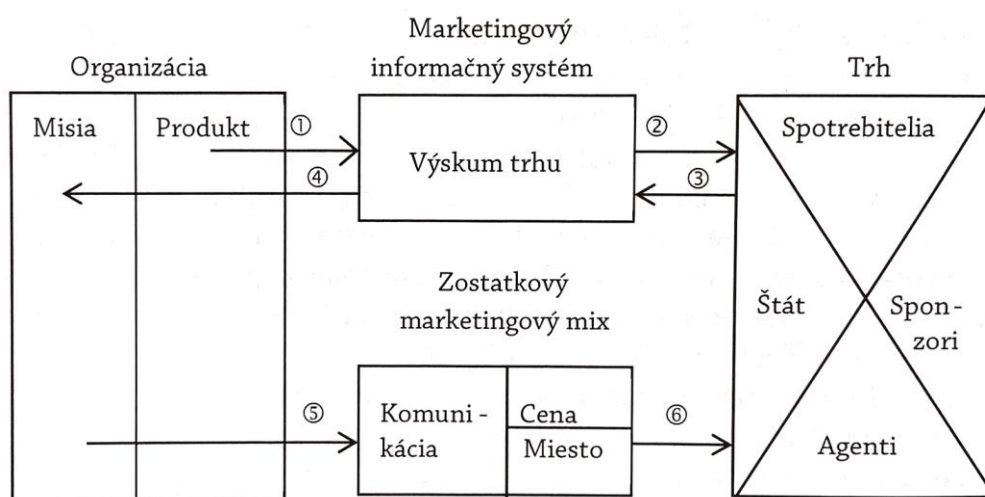 Marketingový
informačný systém
Organizácia
Trh
Misia
Produkt
①
②
Spotrebitelia
Výskum trhu
④
③
Zostatkový
marketingový mix
Štát
Spon-
zori
⑤
Komuni -
kácia
Cena
Miesto
⑥
Agenti